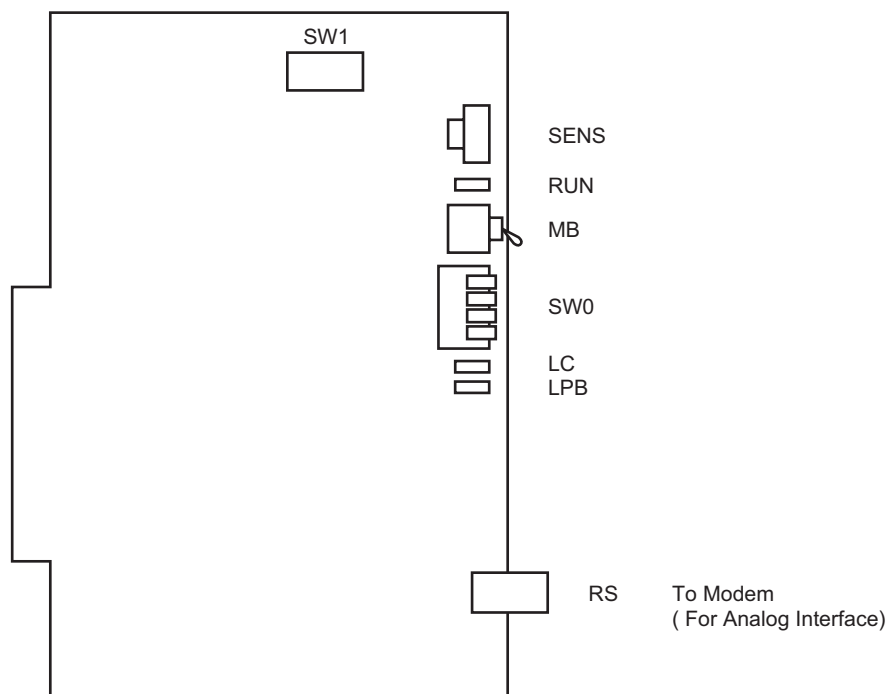 SW1
SENS
RUN
MB
SW0
LC
LPB
RS To Modem
( For Analog Interface)